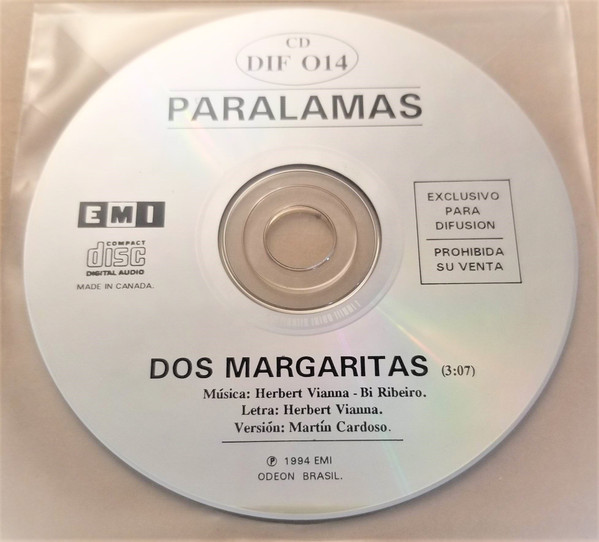 CD
DIF O14
PARALAMAS
EMI
EXCLUSIVO
PARA
DIFUSION
PROHIBIDA
SU VENTA
COMPACT
disc
DIGITAL AUDIO
MADE IN CANADA.
DOS MARGARITAS (3:07)
Música: Herbert Vianna - Bi Ribeiro.
Letra: Herbert Vianna.
Versión: Martín Cardoso.
℗ 1994 EMI
ODEON BRASIL.